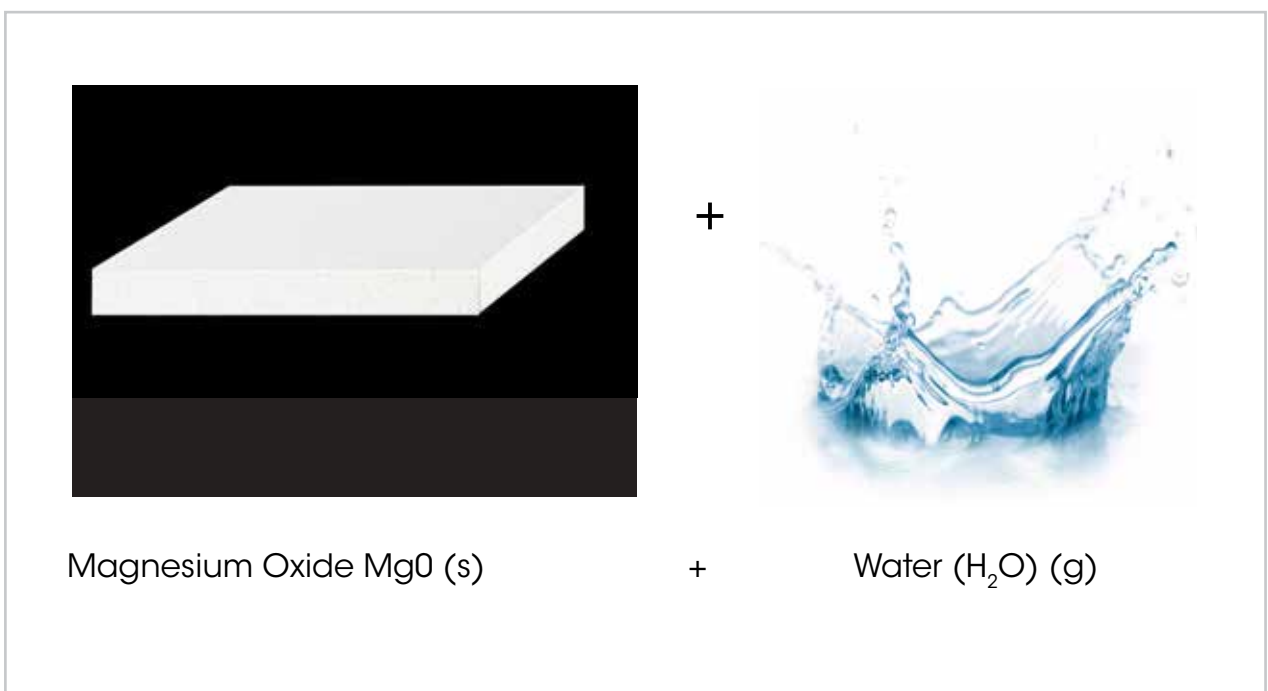 +
Magnesium Oxide Mg0 (s) + Water (H₂O) (g)